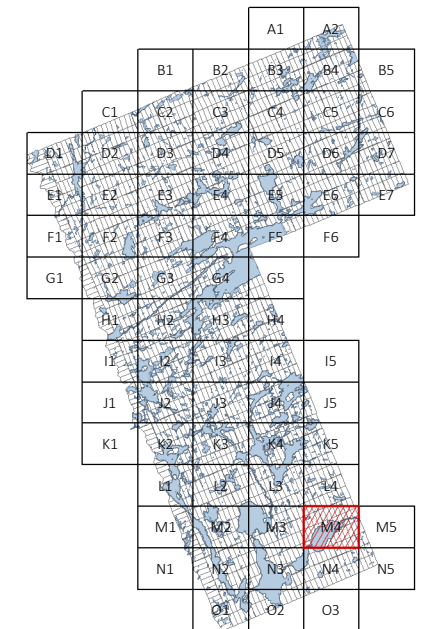 A1 A2
B1 B2 B3 B4 B5
C1 C2 C3 C4 C5 C6
D1 D2 D3 D4 D5 D6 D7
E1 E2 E3 E4 E5 E6 E7
F1 F2 F3 F4 F5 F6
G1 G2 G3 G4 G5
H1 H2 H3 H4
I1 I2 I3 I4 I5
J1 J2 J3 J4 J5
K1 K2 K3 K4 K5
L1 L2 L3 L4
M1 M2 M3 M4 M5
N1 N2 N3 N4 N5
O1 O2 O3